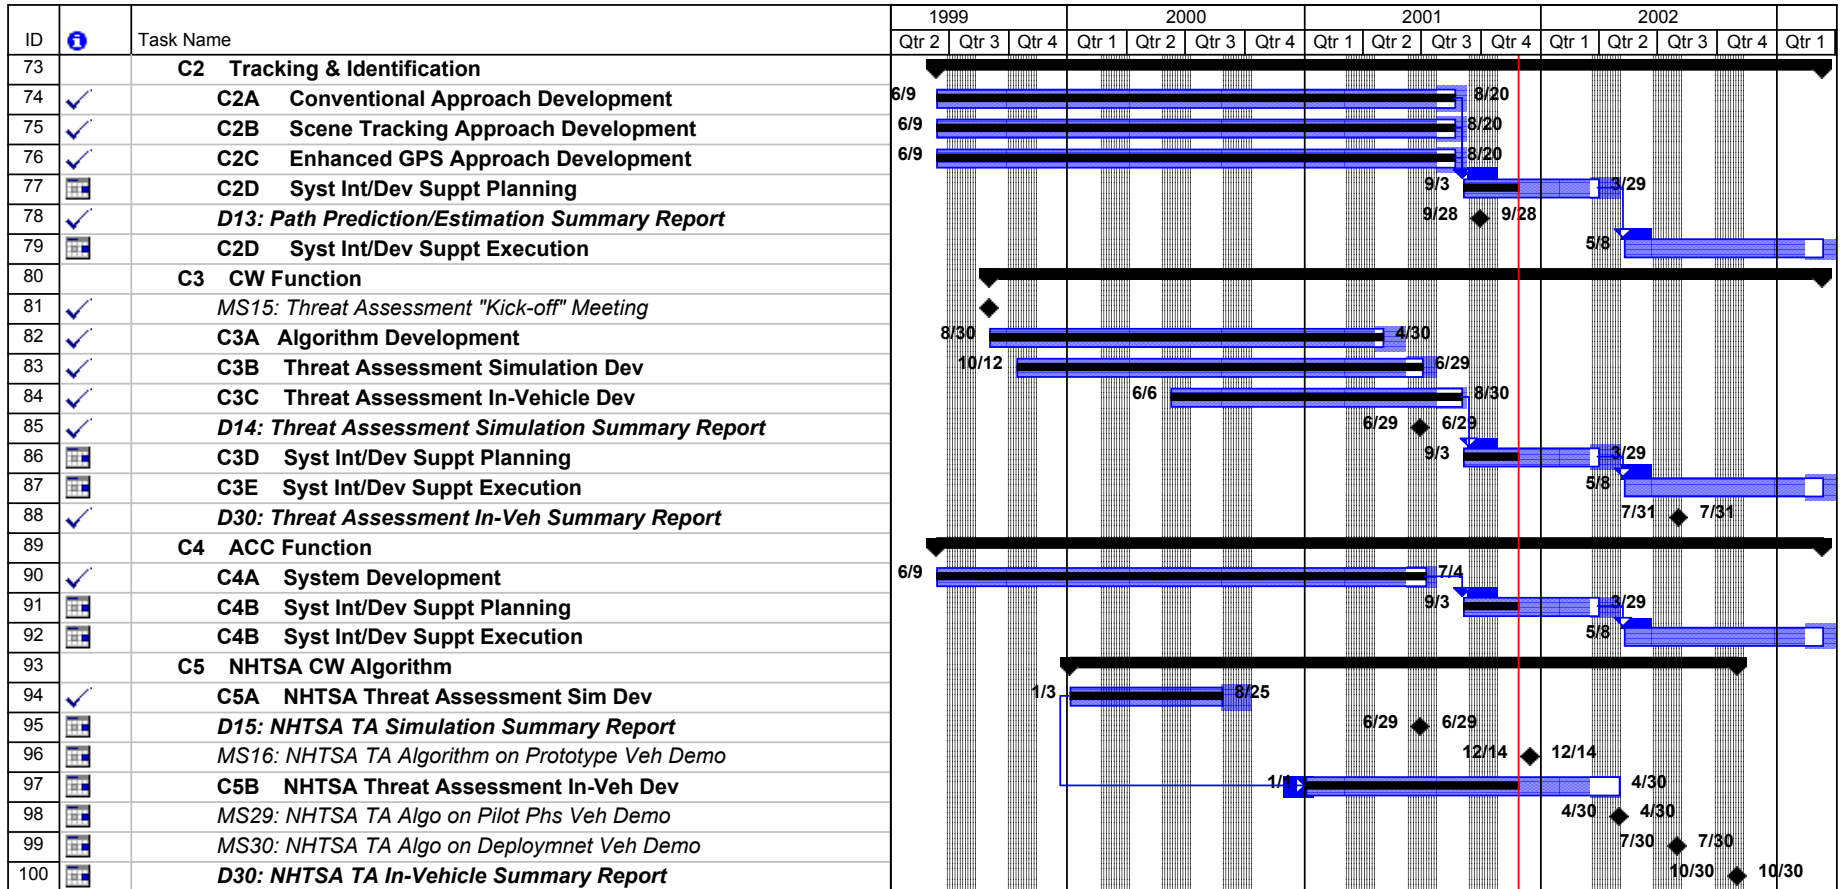 1999 2000 2001 2002
ID Task Name Qtr 2 Qtr 3 Qtr 4 Qtr 1 Qtr 2 Qtr 3 Qtr 4 Qtr 1 Qtr 2 Qtr 3 Qtr 4 Qtr 1 Qtr 2 Qtr 3 Qtr 4 Qtr 1
73 C2 Tracking & Identification
74 C2A Conventional Approach Development 6/9 8/20
75 C2B Scene Tracking Approach Development 6/9 8/20
76 C2C Enhanced GPS Approach Development 6/9 8/20
77 C2D Syst Int/Dev Suppt Planning 9/3 3/29
78 D13: Path Prediction/Estimation Summary Report 9/28 9/28
79 C2D Syst Int/Dev Suppt Execution 5/8
80 C3 CW Function
81 MS15: Threat Assessment "Kick-off" Meeting
82 C3A Algorithm Development 8/30 4/30
83 C3B Threat Assessment Simulation Dev 10/12 6/29
84 C3C Threat Assessment In-Vehicle Dev 6/6 8/30
85 D14: Threat Assessment Simulation Summary Report 6/29 6/29
86 C3D Syst Int/Dev Suppt Planning 9/3 3/29
87 C3E Syst Int/Dev Suppt Execution 5/8
88 D30: Threat Assessment In-Veh Summary Report 7/31 7/31
89 C4 ACC Function
90 C4A System Development 6/9 7/4
91 C4B Syst Int/Dev Suppt Planning 9/3 3/29
92 C4B Syst Int/Dev Suppt Execution 5/8
93 C5 NHTSA CW Algorithm
94 C5A NHTSA Threat Assessment Sim Dev 1/3 8/25
95 D15: NHTSA TA Simulation Summary Report 6/29 6/29
96 MS16: NHTSA TA Algorithm on Prototype Veh Demo 12/14 12/14
97 C5B NHTSA Threat Assessment In-Veh Dev 1/1 4/30
98 MS29: NHTSA TA Algo on Pilot Phs Veh Demo 4/30 4/30
99 MS30: NHTSA TA Algo on Deploymnet Veh Demo 7/30 7/30
100 D30: NHTSA TA In-Vehicle Summary Report 10/30 10/30